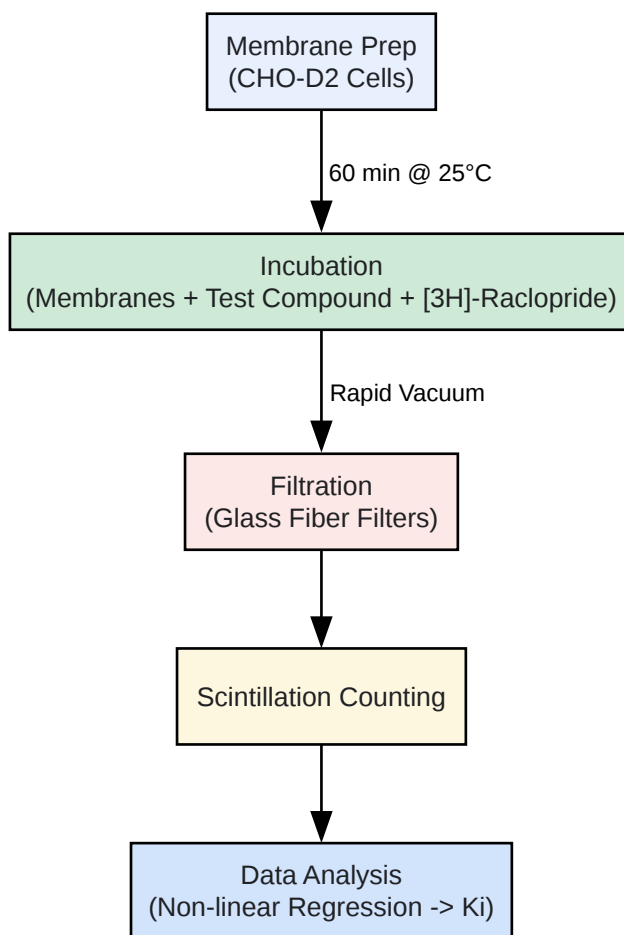 Membrane Prep
(CHO-D2 Cells)
60 min @ 25°C
Incubation
(Membranes + Test Compound + [3H]-Raclopride)
Rapid Vacuum
Filtration
(Glass Fiber Filters)
Scintillation Counting
Data Analysis
(Non-linear Regression -> Ki)